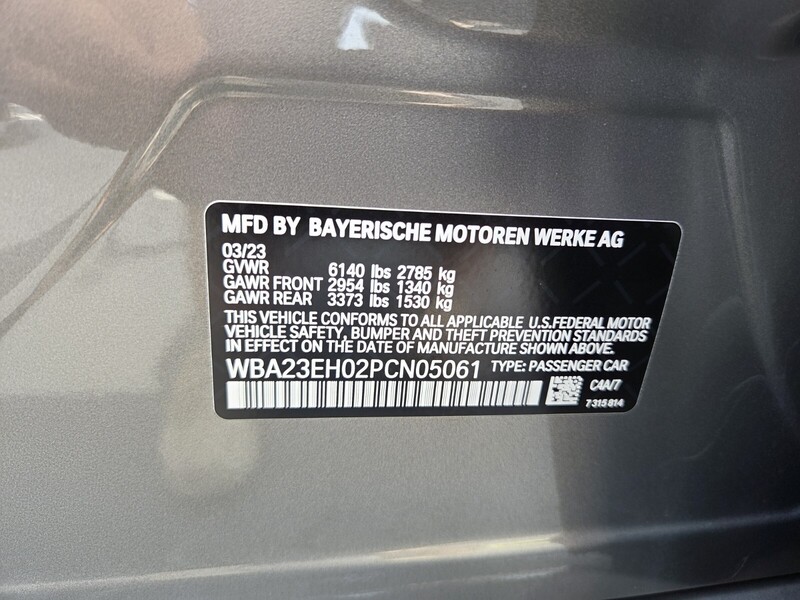 MFD BY BAYERISCHE MOTOREN WERKE AG
03/23
GVWR 6140 lbs 2785 kg
GAWR FRONT 2954 lbs 1340 kg
GAWR REAR 3373 lbs 1530 kg
THIS VEHICLE CONFORMS TO ALL APPLICABLE U.S.FEDERAL MOTOR
VEHICLE SAFETY, BUMPER AND THEFT PREVENTION STANDARDS
IN EFFECT ON THE DATE OF MANUFACTURE SHOWN ABOVE.
WBA23EH02PCN05061 TYPE: PASSENGER CAR
C4A/7
7315814